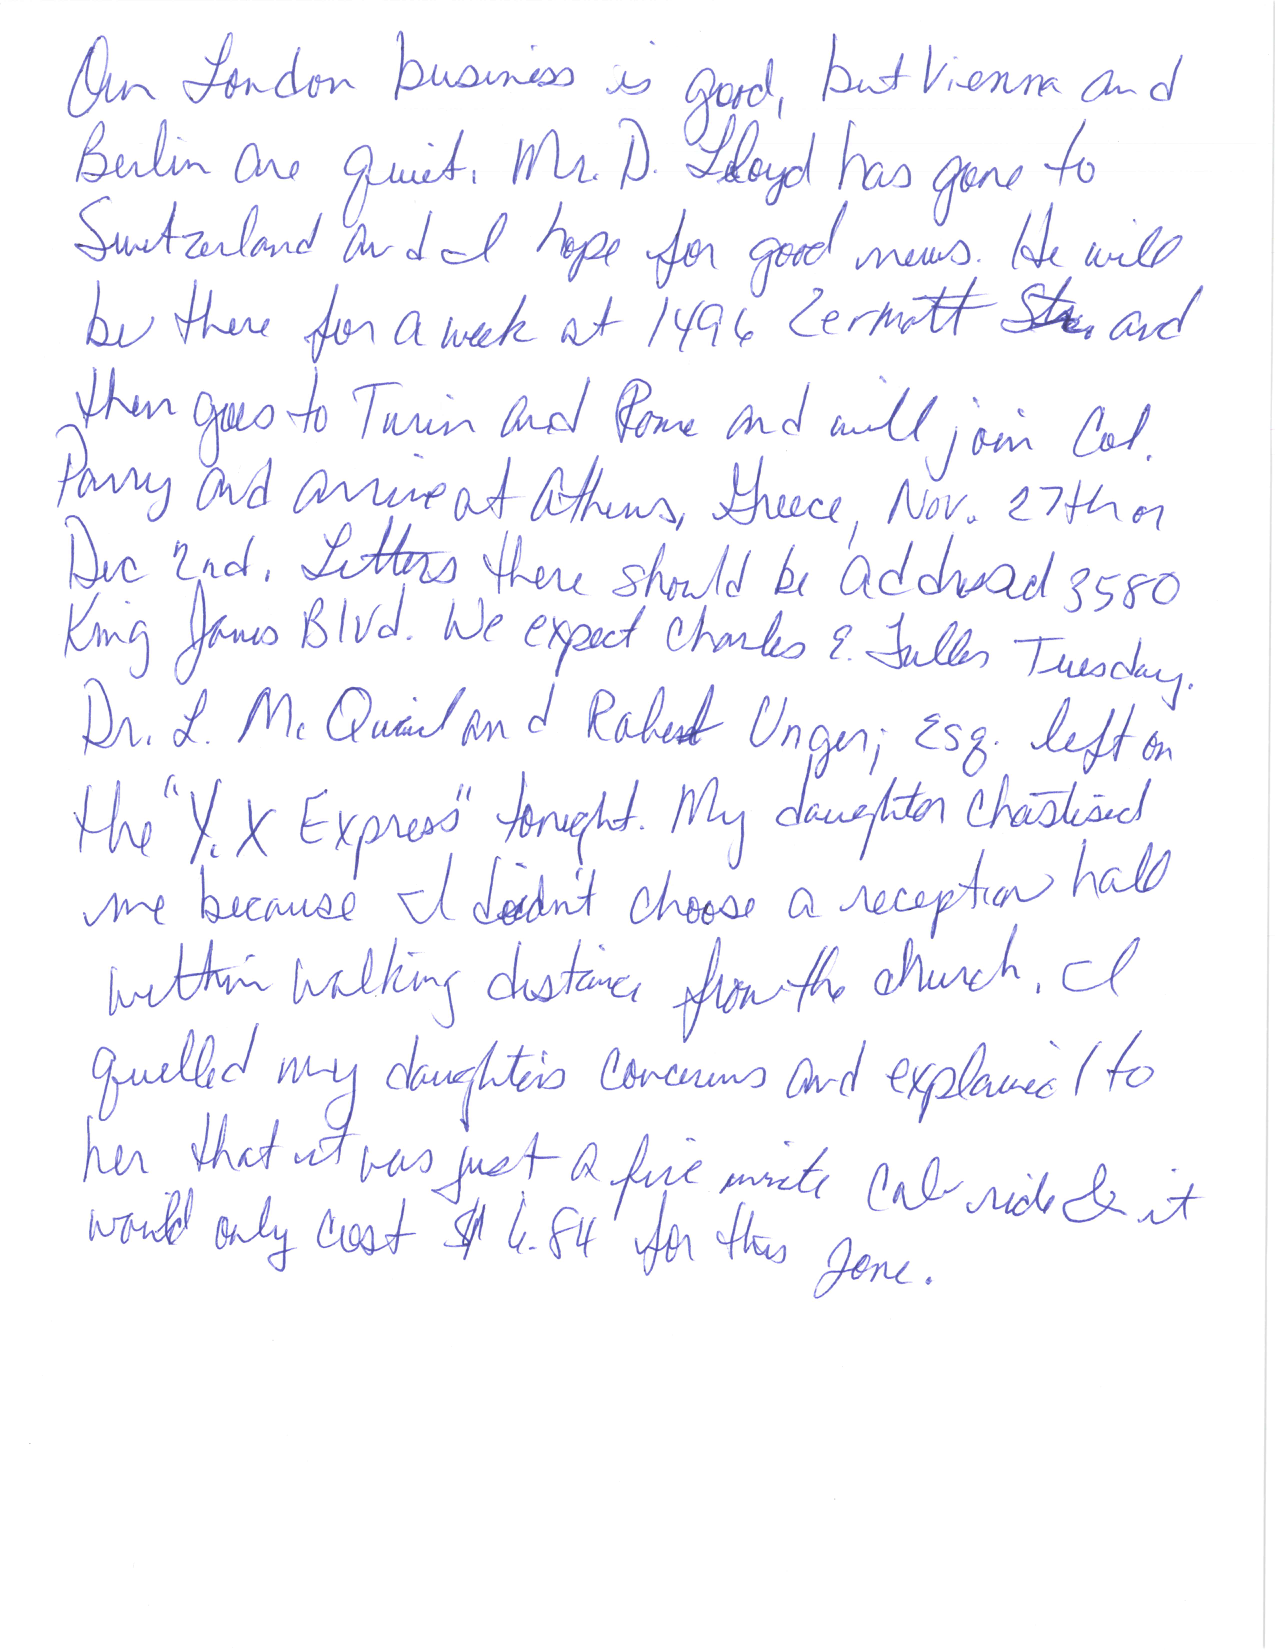 Our London business is good, but Vienna and
Berlin are quiet. Mr. D. Lloyd has gone to
Switzerland and I hope for good news. He will
be there for a week at 1496 Zermott Str. and
then goes to Turin and Rome and will join Col.
Parry and arrive at Athens, Greece, Nov. 27th or
Dec 2nd. Letters there should be addressed 3580
King James Blvd. We expect Charles E. Fuller Tuesday.
Dr. L. Mc Quaid and Robert Unger, Esq. left on
the "Y. X Express" tonight. My daughter chastised
me because I didn't choose a reception hall
within walking distance from the church. I
quelled my daughter's concerns and explained to
her that it was just a five minute cab ride & it
would only cost $6.84 for this zone.